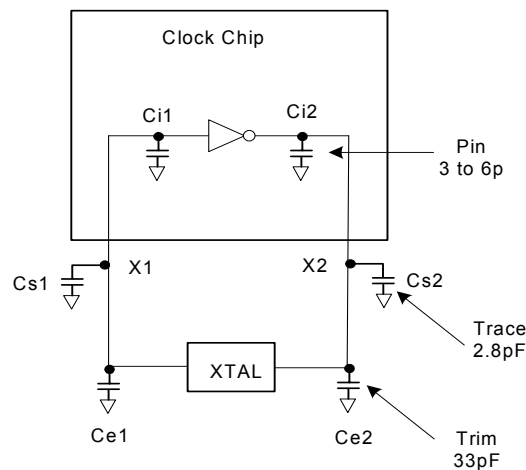 Clock Chip
Ci1
Ci2
Pin
3 to 6p
Cs1
X1
X2
Cs2
Trace
2.8pF
XTAL
Ce1
Ce2
Trim
33pF